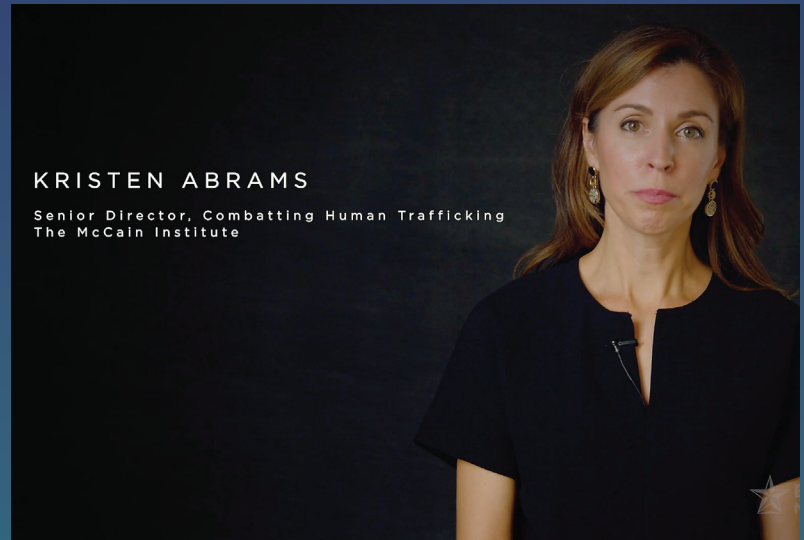 KRISTEN ABRAMS
Senior Director, Combatting Human Trafficking
The McCain Institute